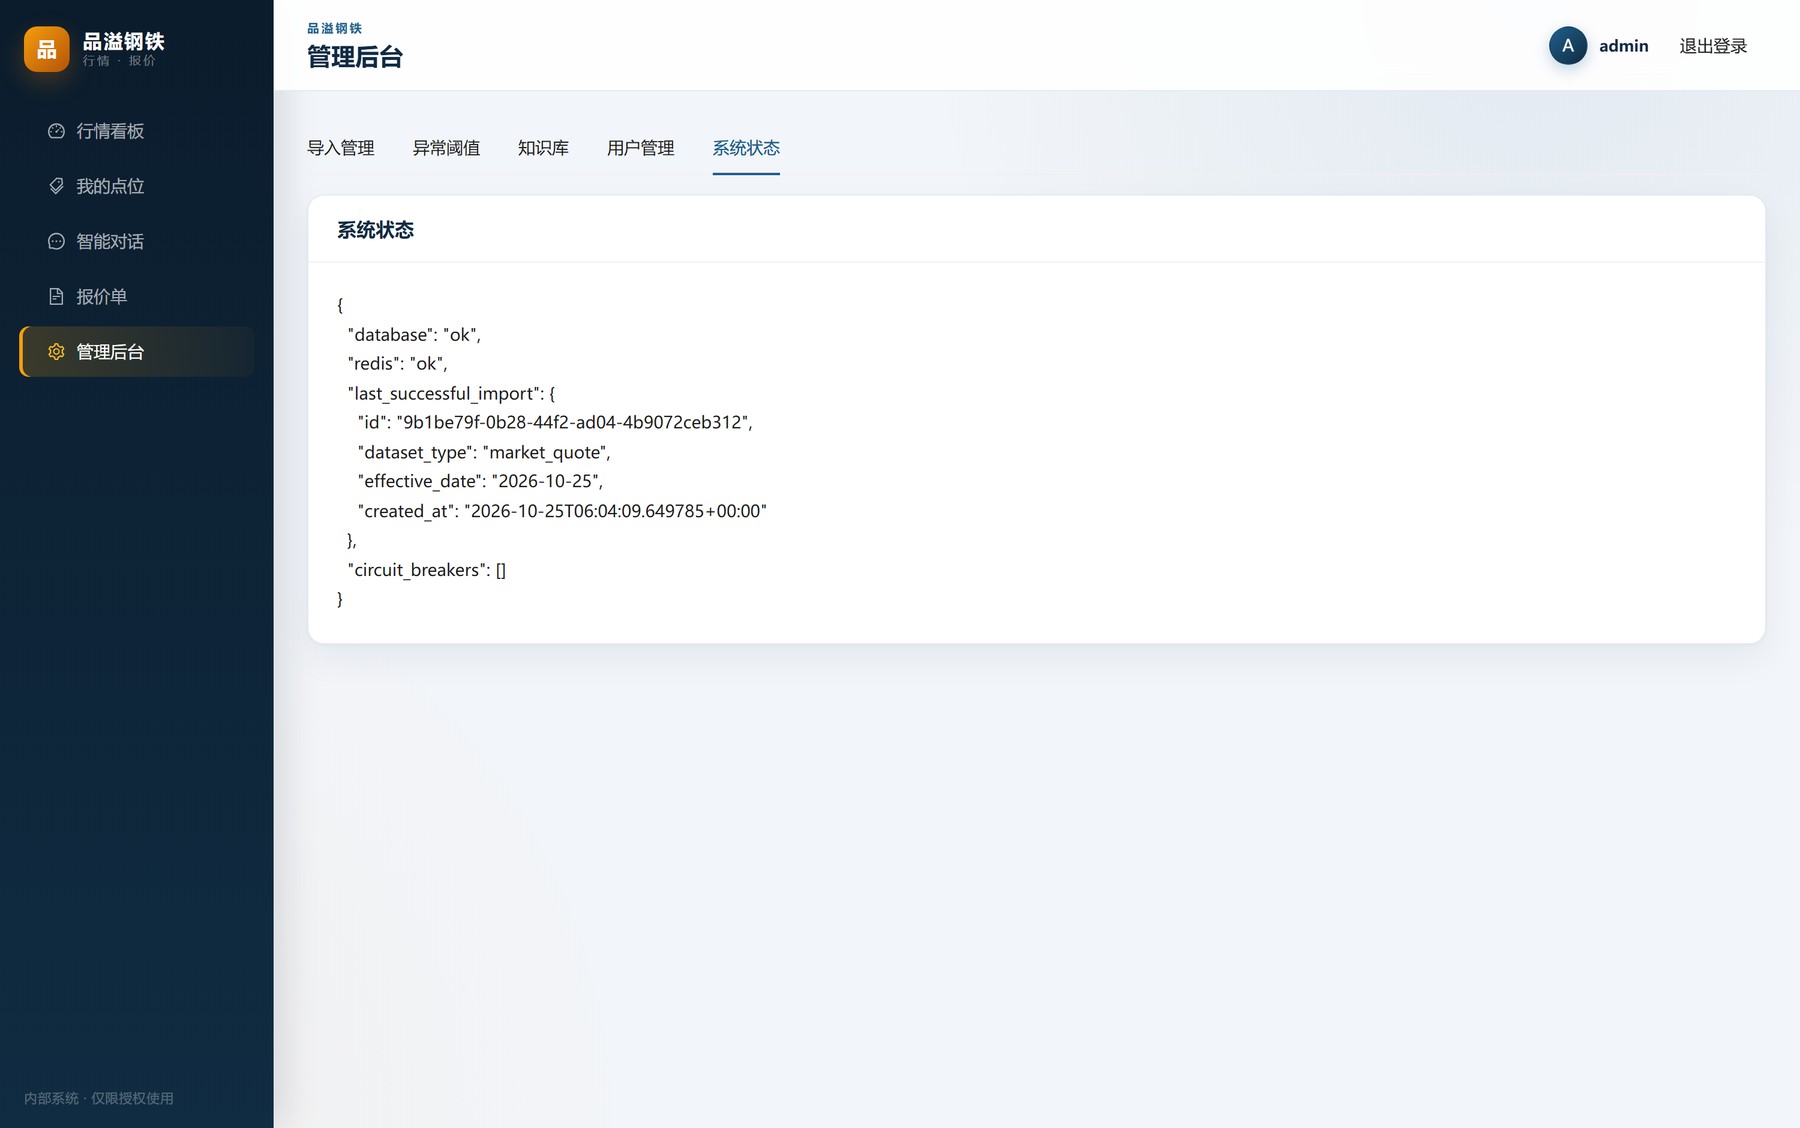 品
品溢钢铁
行情 · 报价
行情看板
我的点位
智能对话
报价单
管理后台
内部系统 · 仅限授权使用
品溢钢铁
管理后台
A
admin
退出登录
导入管理
异常阈值
知识库
用户管理
系统状态
系统状态
{
"database": "ok",
"redis": "ok",
"last_successful_import": {
"id": "9b1be79f-0b28-44f2-ad04-4b9072ceb312",
"dataset_type": "market_quote",
"effective_date": "2026-10-25",
"created_at": "2026-10-25T06:04:09.649785+00:00"
},
"circuit_breakers": []
}